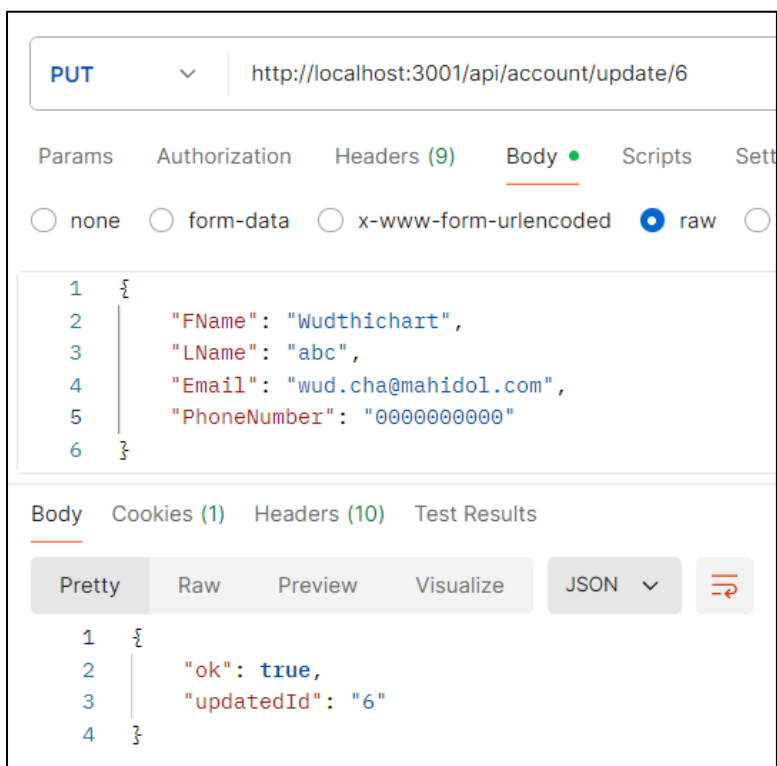 PUT http://localhost:3001/api/account/update/6
Params Authorization Headers (9) Body Scripts Sett
none form-data x-www-form-urlencoded raw
1 {
2 "FName": "Wudthichart",
3 "LName": "abc",
4 "Email": "wud.cha@mahidol.com",
5 "PhoneNumber": "0000000000"
6 }
Body Cookies (1) Headers (10) Test Results
Pretty Raw Preview Visualize JSON
1 {
2 "ok": true,
3 "updatedId": "6"
4 }